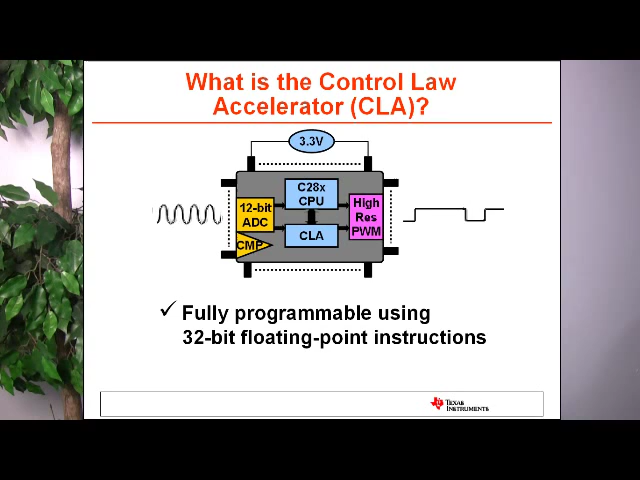 What is the Control Law
Accelerator (CLA)?
3.3V
C28x
CPU
12-bit
ADC
High
Res
PWM
CLA
CMP
✓ Fully programmable using
32-bit floating-point instructions
TEXAS
INSTRUMENTS